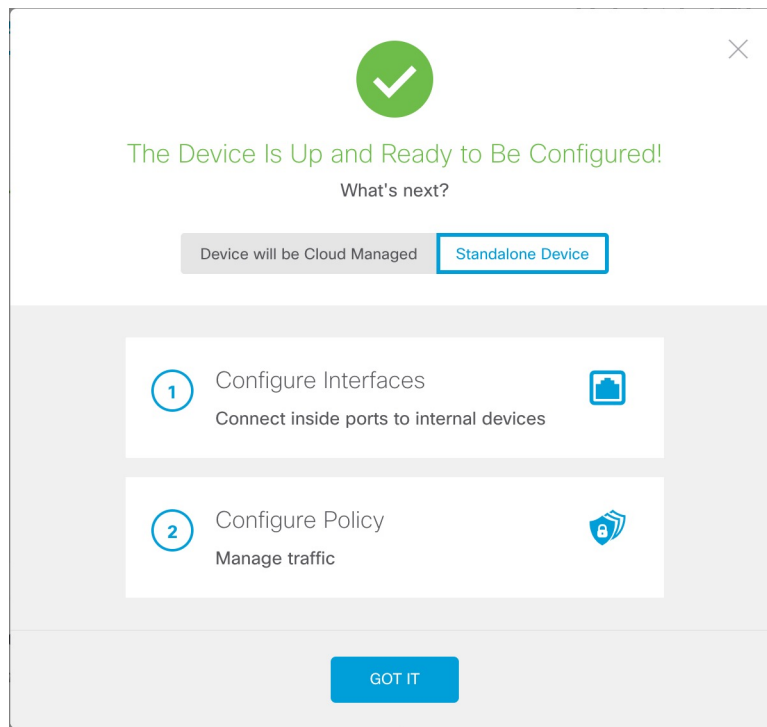 The Device Is Up and Ready to Be Configured!
What's next?
Device will be Cloud Managed
Standalone Device
1
Configure Interfaces
Connect inside ports to internal devices
2
Configure Policy
Manage traffic
GOT IT